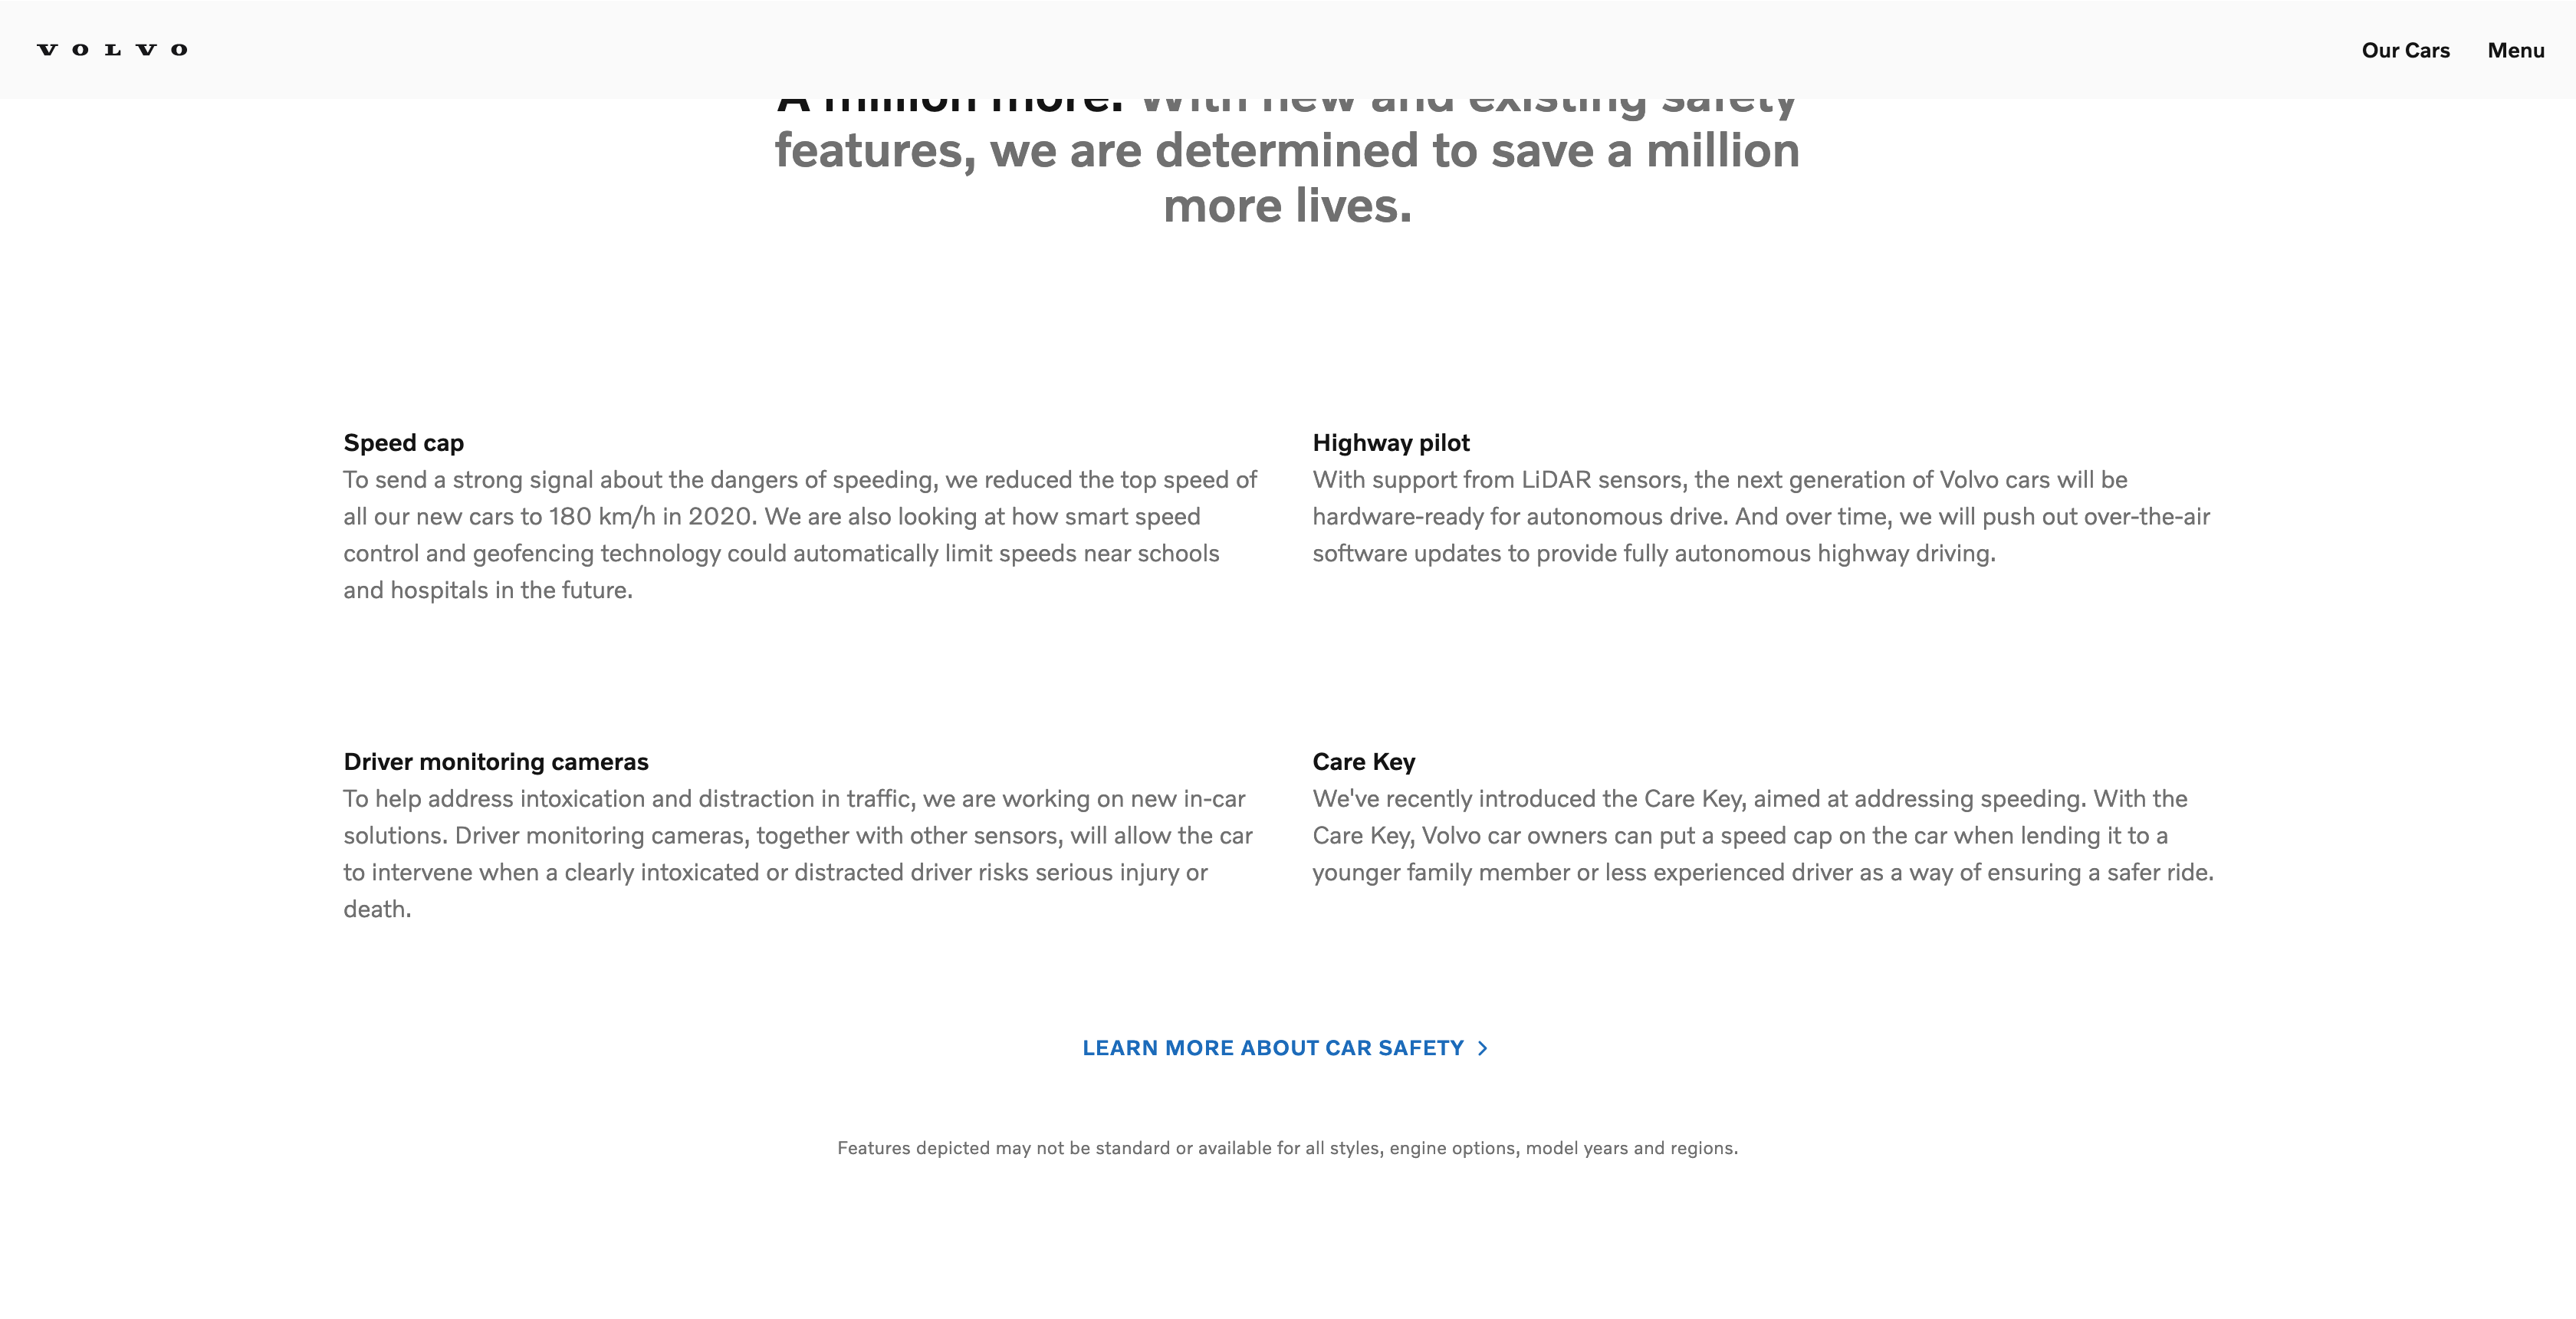 VOLVO
Our Cars
Menu
A million more. With new and existing safety
features, we are determined to save a million
more lives.
Speed cap
To send a strong signal about the dangers of speeding, we reduced the top speed of
all our new cars to 180 km/h in 2020. We are also looking at how smart speed
control and geofencing technology could automatically limit speeds near schools
and hospitals in the future.
Highway pilot
With support from LiDAR sensors, the next generation of Volvo cars will be
hardware-ready for autonomous drive. And over time, we will push out over-the-air
software updates to provide fully autonomous highway driving.
Driver monitoring cameras
To help address intoxication and distraction in traffic, we are working on new in-car
solutions. Driver monitoring cameras, together with other sensors, will allow the car
to intervene when a clearly intoxicated or distracted driver risks serious injury or
death.
Care Key
We've recently introduced the Care Key, aimed at addressing speeding. With the
Care Key, Volvo car owners can put a speed cap on the car when lending it to a
younger family member or less experienced driver as a way of ensuring a safer ride.
LEARN MORE ABOUT CAR SAFETY
Features depicted may not be standard or available for all styles, engine options, model years and regions.